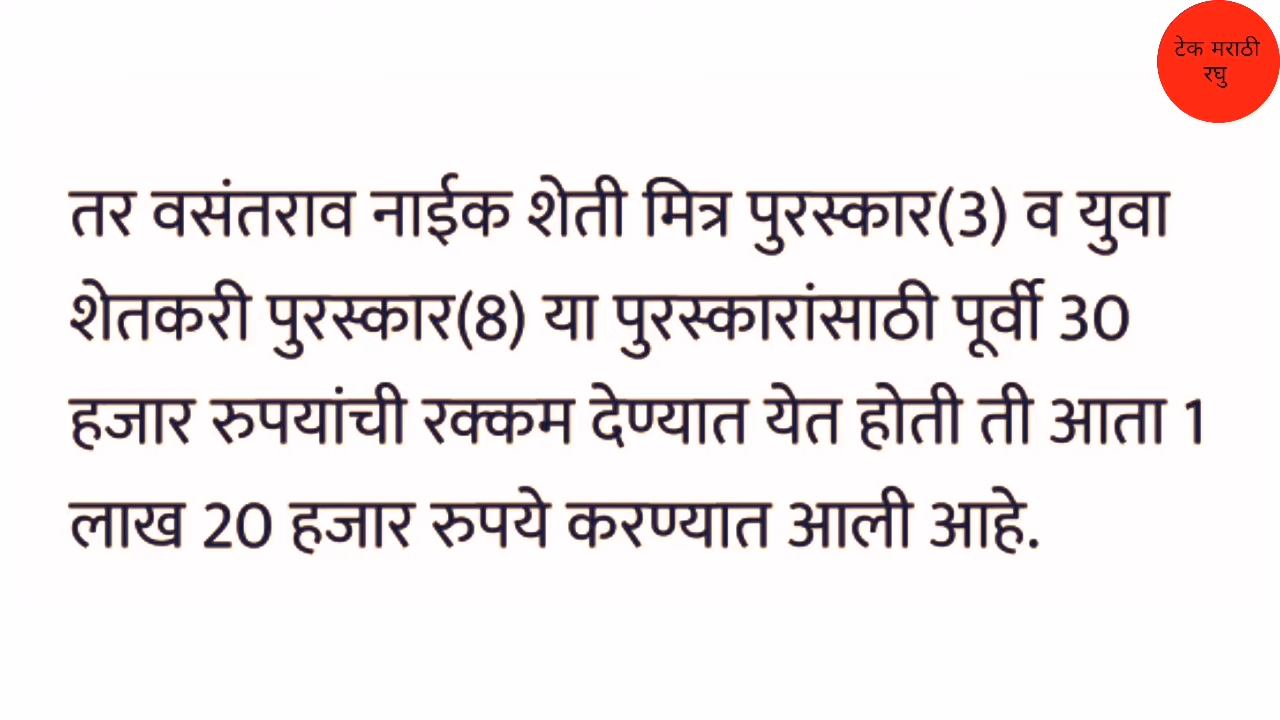 टेक मराठी
रघु
तर वसंतराव नाईक शेती मित्र पुरस्कार(3) व युवा
शेतकरी पुरस्कार(8) या पुरस्कारांसाठी पूर्वी 30
हजार रुपयांची रक्कम देण्यात येत होती ती आता 1
लाख 20 हजार रुपये करण्यात आली आहे.